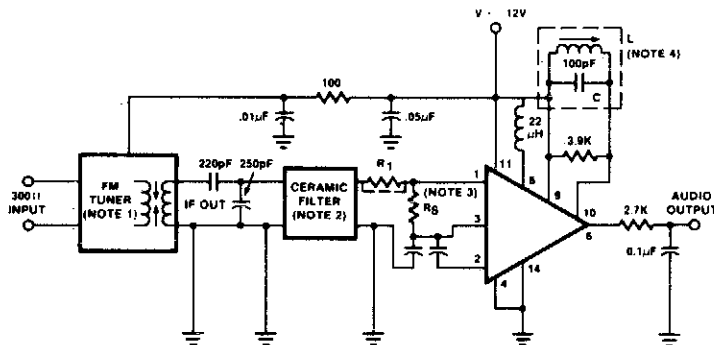 V+ 12V
L
(NOTE 4)
100pF
C
100
.01µF
.05µF
22
µH
3.9K
220pF 250pF
R1
1
11
8
9
(NOTE 3)
300Ω
INPUT
FM
TUNER
(NOTE 1)
IF OUT
CERAMIC
FILTER
(NOTE 2)
RS
3
10
6
2.7K
AUDIO
OUTPUT
2
14
4
0.1µF